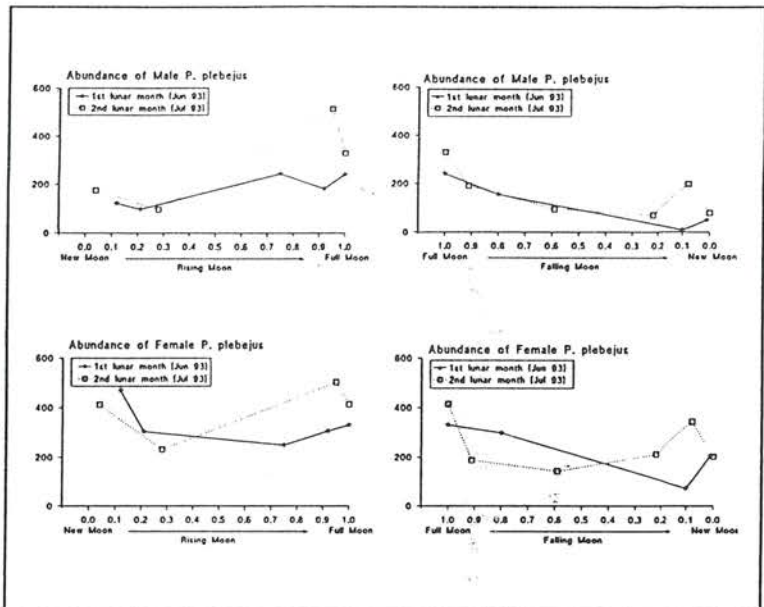 Abundance of Male P. plebejus
1st lunar month (Jun 93)
2nd lunar month (Jul 93)
600
400
200
0
0.0 0.1 0.2 0.3 0.4 0.5 0.6 0.7 0.8 0.9 1.0
New Moon Rising Moon Full Moon
Abundance of Male P. plebejus
1st lunar month (Jun 93)
2nd lunar month (Jul 93)
600
400
200
0
1.0 0.9 0.8 0.7 0.6 0.5 0.4 0.3 0.2 0.1 0.0
Full Moon Falling Moon New Moon
Abundance of Female P. plebejus
1st lunar month (Jun 93)
2nd lunar month (Jul 93)
600
400
200
0
0.0 0.1 0.2 0.3 0.4 0.5 0.6 0.7 0.8 0.9 1.0
New Moon Rising Moon Full Moon
Abundance of Female P. plebejus
1st lunar month (Jun 93)
2nd lunar month (Jul 93)
600
400
200
0
1.0 0.9 0.8 0.7 0.6 0.5 0.4 0.3 0.2 0.1 0.0
Full Moon Falling Moon New Moon